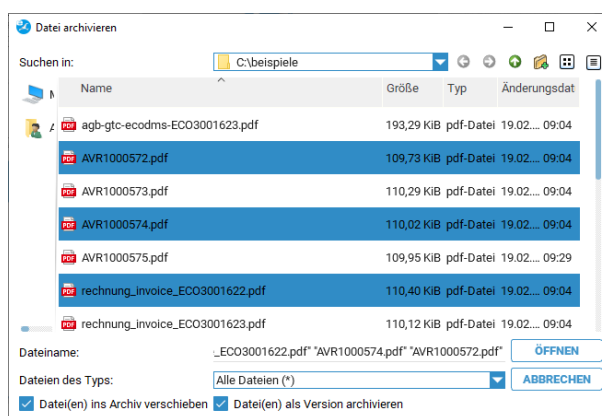 Datei archivieren
Suchen in: C:\beispiele
Name Größe Typ Änderungsdat
agb-gtc-ecodms-ECO3001623.pdf 193,29 KiB pdf-Datei 19.02.... 09:04
AVR1000572.pdf 109,73 KiB pdf-Datei 19.02.... 09:04
AVR1000573.pdf 110,29 KiB pdf-Datei 19.02.... 09:04
AVR1000574.pdf 110,02 KiB pdf-Datei 19.02.... 09:04
AVR1000575.pdf 109,95 KiB pdf-Datei 19.02.... 09:29
rechnung_invoice_ECO3001622.pdf 110,40 KiB pdf-Datei 19.02.... 09:04
rechnung_invoice_ECO3001623.pdf 110,12 KiB pdf-Datei 19.02.... 09:04
Dateiname: _ECO3001622.pdf" "AVR1000574.pdf" "AVR1000572.pdf" ÖFFNEN
Dateien des Typs: Alle Dateien (*) ABBRECHEN
Datei(en) ins Archiv verschieben Datei(en) als Version archivieren